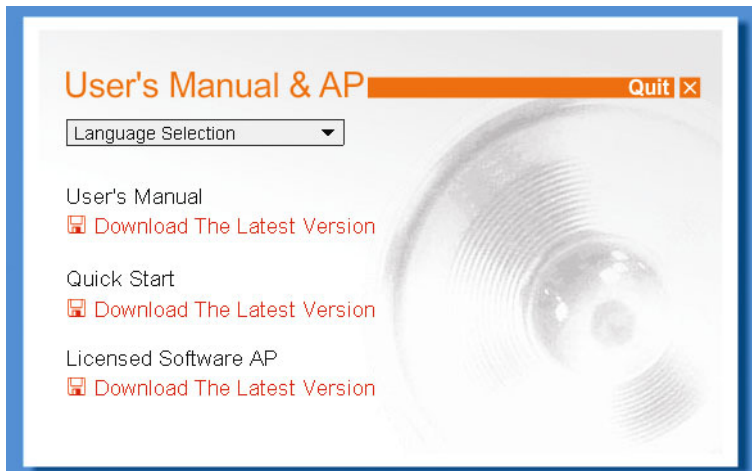 User's Manual & AP
Quit
Language Selection
User's Manual
Download The Latest Version
Quick Start
Download The Latest Version
Licensed Software AP
Download The Latest Version